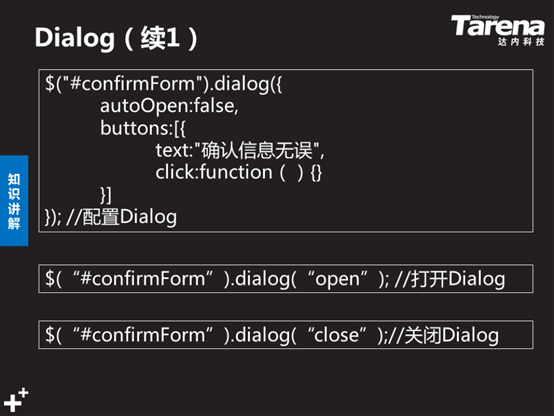 Dialog（续1）
Technology
Tarena
达内科技
$("#confirmForm").dialog({
autoOpen:false,
buttons:[{
text:"确认信息无误",
click:function（ ）{}
}]
}); //配置Dialog
知识讲解
$(“#confirmForm”).dialog(“open”); //打开Dialog
$(“#confirmForm”).dialog(“close”);//关闭Dialog